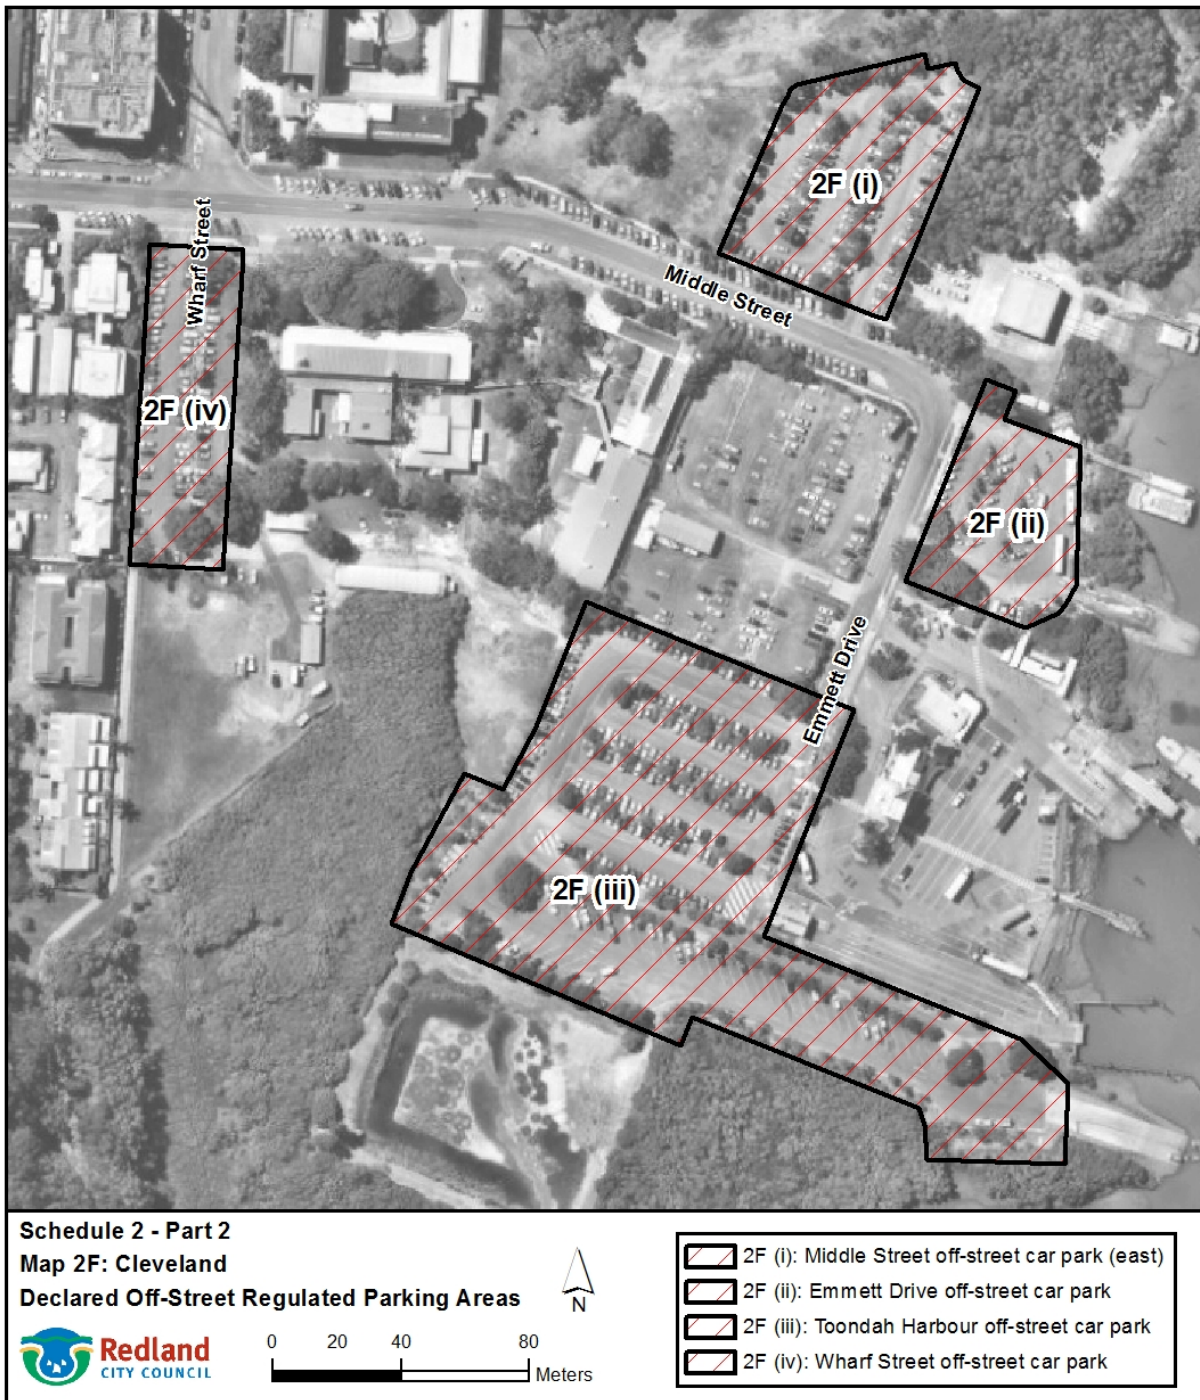 2F (i)
Wharf Street
Middle Street
2F (iv)
2F (ii)
Emmett Drive
2F (iii)
Schedule 2 - Part 2
Map 2F: Cleveland
Declared Off-Street Regulated Parking Areas
N
Redland
CITY COUNCIL
0 20 40 80
Meters
2F (i): Middle Street off-street car park (east)
2F (ii): Emmett Drive off-street car park
2F (iii): Toondah Harbour off-street car park
2F (iv): Wharf Street off-street car park